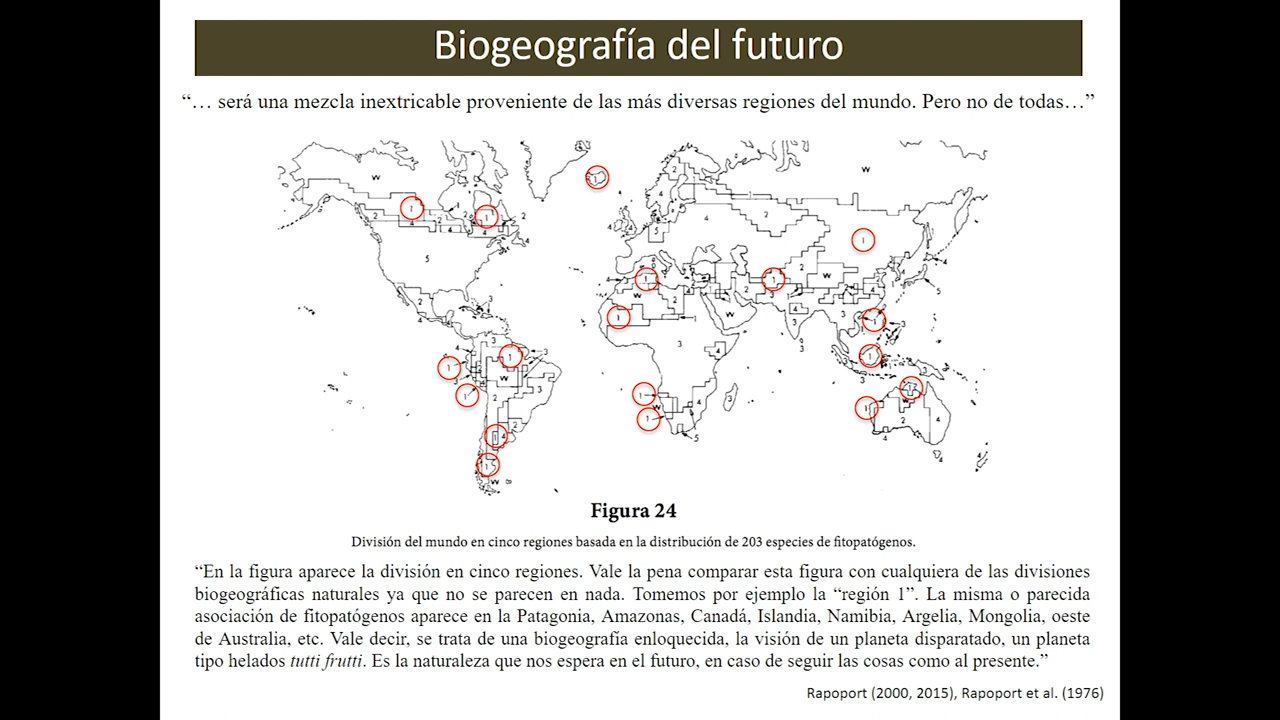 Biogeografía del futuro
“… será una mezcla inextricable proveniente de las más diversas regiones del mundo. Pero no de todas…”
Figura 24
División del mundo en cinco regiones basada en la distribución de 203 especies de fitopatógenos.
“En la figura aparece la división en cinco regiones. Vale la pena comparar esta figura con cualquiera de las divisiones
biogeográficas naturales ya que no se parecen en nada. Tomemos por ejemplo la “región 1”. La misma o parecida
asociación de fitopatógenos aparece en la Patagonia, Amazonas, Canadá, Islandia, Namibia, Argelia, Mongolia, oeste
de Australia, etc. Vale decir, se trata de una biogeografía enloquecida, la visión de un planeta disparatado, un planeta
tipo helados tutti frutti. Es la naturaleza que nos espera en el futuro, en caso de seguir las cosas como al presente.”
Rapoport (2000, 2015), Rapoport et al. (1976)